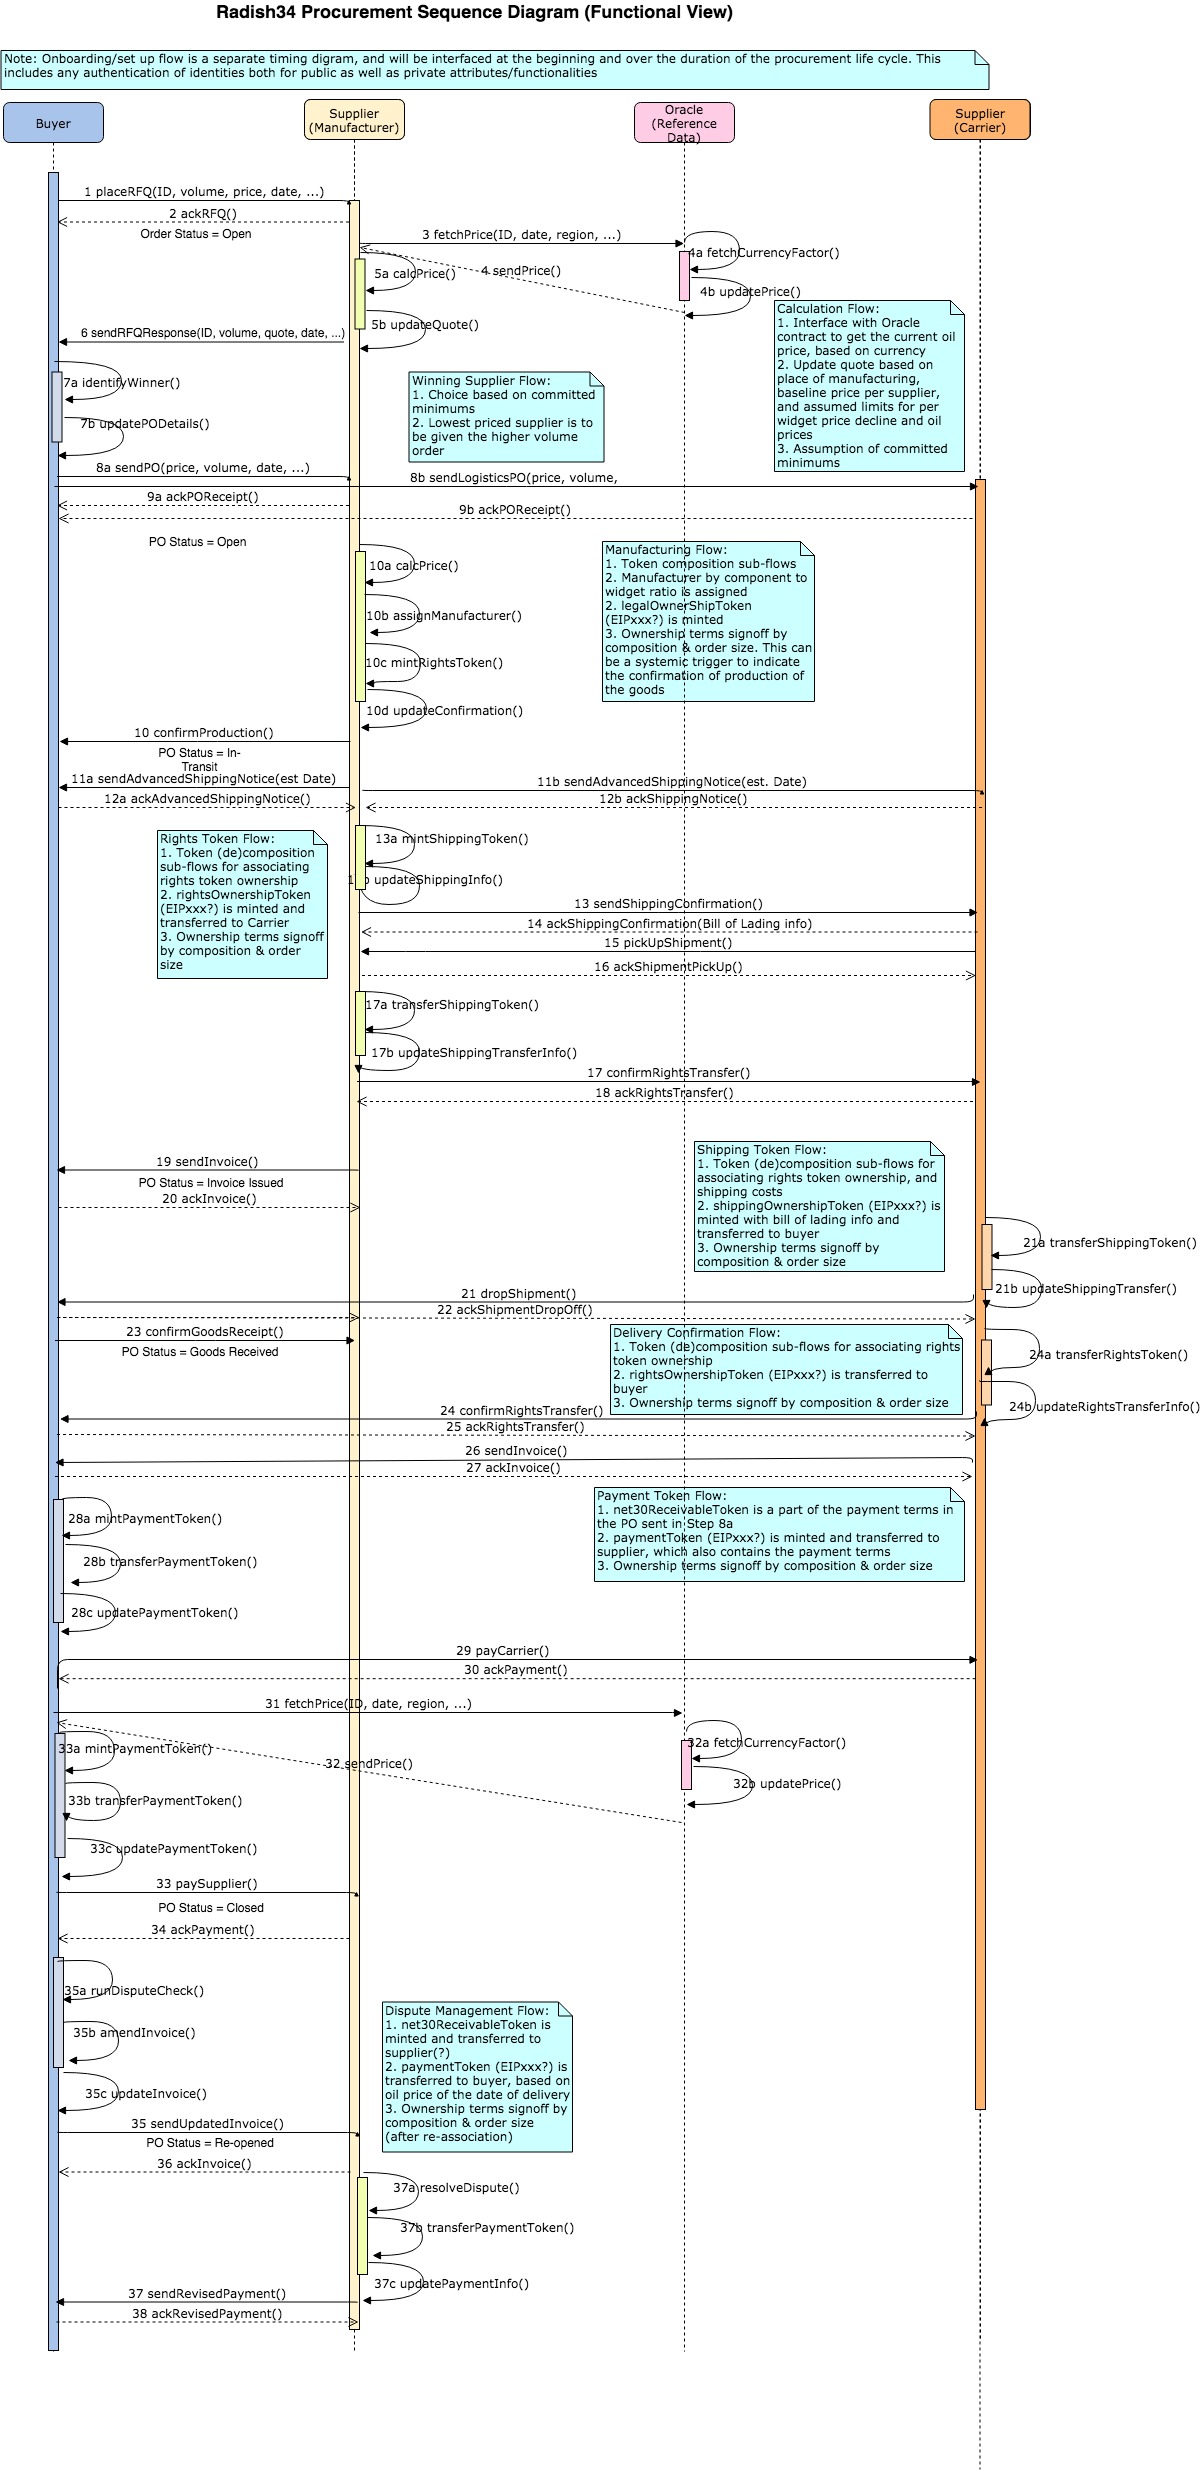 Radish34 Procurement Sequence Diagram (Functional View)
Note: Onboarding/set up flow is a separate timing digram, and will be interfaced at the beginning and over the duration of the procurement life cycle. This
includes any authentication of identities both for public as well as private attributes/functionalities
Buyer
Supplier
(Manufacturer)
Oracle
(Reference
Data)
Supplier
(Carrier)
1 placeRFQ(ID, volume, price, date, ...)
2 ackRFQ()
Order Status = Open
3 fetchPrice(ID, date, region, ...)
4a fetchCurrencyFactor()
5a calcPrice()
4 sendPrice()
4b updatePrice()
5b updateQuote()
6 sendRFQResponse(ID, volume, quote, date, ...)
Calculation Flow:
1. Interface with Oracle
contract to get the current oil
price, based on currency
2. Update quote based on
place of manufacturing,
baseline price per supplier,
and assumed limits for per
widget price decline and oil
prices
3. Assumption of committed
minimums
7a identifyWinner()
7b updatePODetails()
Winning Supplier Flow:
1. Choice based on committed
minimums
2. Lowest priced supplier is to
be given the higher volume
order
8a sendPO(price, volume, date, ...)
8b sendLogisticsPO(price, volume,
9a ackPOReceipt()
9b ackPOReceipt()
PO Status = Open
10a calcPrice()
10b assignManufacturer()
10c mintRightsToken()
10d updateConfirmation()
Manufacturing Flow:
1. Token composition sub-flows
2. Manufacturer by component to
widget ratio is assigned
2. legalOwnerShipToken
(EIPxxx?) is minted
3. Ownership terms signoff by
composition & order size. This can
be a systemic trigger to indicate
the confirmation of production of
the goods
10 confirmProduction()
PO Status = In-
Transit
11a sendAdvancedShippingNotice(est Date)
11b sendAdvancedShippingNotice(est. Date)
12a ackAdvancedShippingNotice()
12b ackShippingNotice()
Rights Token Flow:
1. Token (de)composition
sub-flows for associating
rights token ownership
2. rightsOwnershipToken
(EIPxxx?) is minted and
transferred to Carrier
3. Ownership terms signoff
by composition & order
size
13a mintShippingToken()
updateShippingInfo()
13 sendShippingConfirmation()
14 ackShippingConfirmation(Bill of Lading info)
15 pickUpShipment()
16 ackShipmentPickUp()
17a transferShippingToken()
17b updateShippingTransferInfo()
17 confirmRightsTransfer()
18 ackRightsTransfer()
19 sendInvoice()
PO Status = Invoice Issued
20 ackInvoice()
Shipping Token Flow:
1. Token (de)composition sub-flows for
associating rights token ownership, and
shipping costs
2. shippingOwnershipToken (EIPxxx?) is
minted with bill of lading info and
transferred to buyer
3. Ownership terms signoff by
composition & order size
21a transferShippingToken()
21b updateShippingTransfer()
21 dropShipment()
22 ackShipmentDropOff()
23 confirmGoodsReceipt()
PO Status = Goods Received
Delivery Confirmation Flow:
1. Token (de)composition sub-flows for associating rights
token ownership
2. rightsOwnershipToken (EIPxxx?) is transferred to
buyer
3. Ownership terms signoff by composition & order size
24a transferRightsToken()
24b updateRightsTransferInfo()
24 confirmRightsTransfer()
25 ackRightsTransfer()
26 sendInvoice()
27 ackInvoice()
Payment Token Flow:
1. net30ReceivableToken is a part of the payment terms in
the PO sent in Step 8a
2. paymentToken (EIPxxx?) is minted and transferred to
supplier, which also contains the payment terms
3. Ownership terms signoff by composition & order size
28a mintPaymentToken()
28b transferPaymentToken()
28c updatePaymentToken()
29 payCarrier()
30 ackPayment()
31 fetchPrice(ID, date, region, ...)
32a fetchCurrencyFactor()
33a mintPaymentToken()
32 sendPrice()
32b updatePrice()
33b transferPaymentToken()
33c updatePaymentToken()
33 paySupplier()
PO Status = Closed
34 ackPayment()
35a runDisputeCheck()
35b amendInvoice()
35c updateInvoice()
Dispute Management Flow:
1. net30ReceivableToken is
minted and transferred to
supplier(?)
2. paymentToken (EIPxxx?) is
transferred to buyer, based on
oil price of the date of delivery
3. Ownership terms signoff by
composition & order size
(after re-association)
35 sendUpdatedInvoice()
PO Status = Re-opened
36 ackInvoice()
37a resolveDispute()
37b transferPaymentToken()
37c updatePaymentInfo()
37 sendRevisedPayment()
38 ackRevisedPayment()